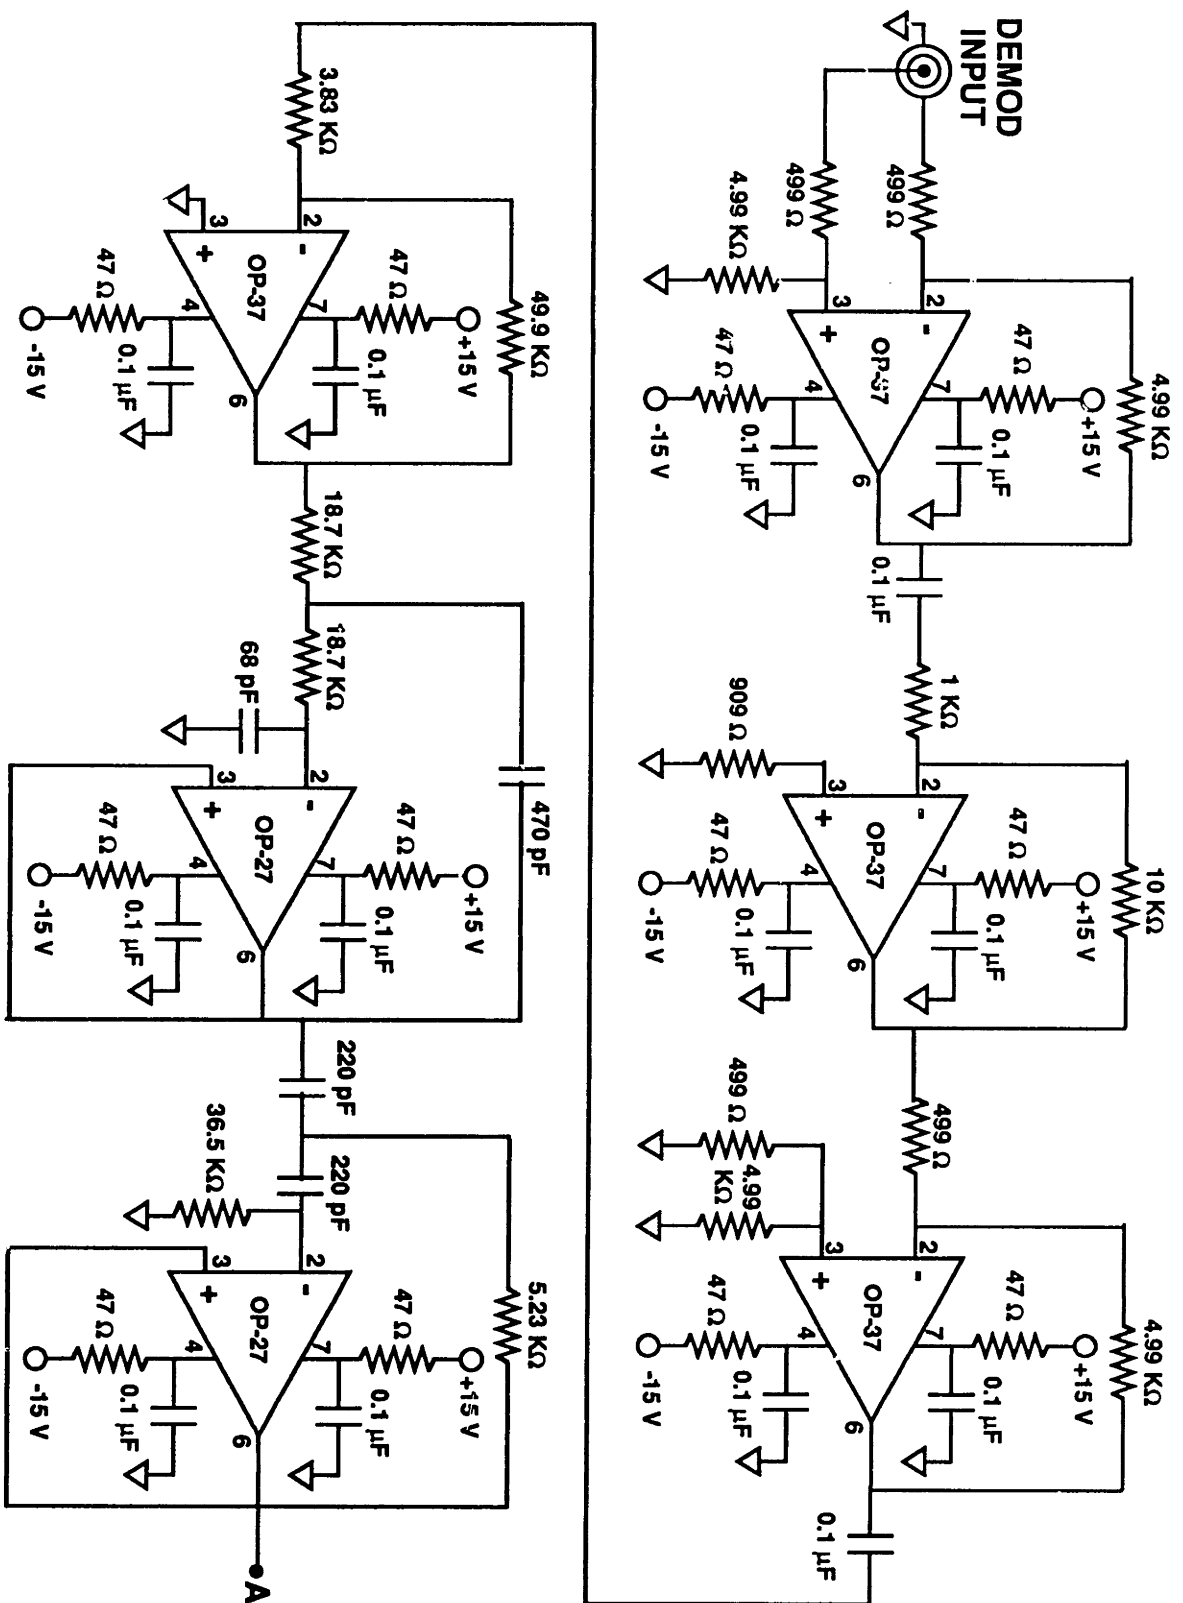 DEMOD
INPUT
499 Ω
499 Ω
4.99 KΩ
4.99 KΩ
2
-
3
+
OP-37
7
4
6
47 Ω
+15 V
0.1
µF
47 Ω
-15 V
0.1
µF
0.1
µF
1 KΩ
10 KΩ
909 Ω
2
-
3
+
OP-37
7
4
6
47 Ω
+15 V
0.1
µF
47 Ω
-15 V
0.1
µF
499 Ω
4.99 KΩ
499 Ω
4.99
KΩ
2
-
3
+
OP-37
7
4
6
47 Ω
+15 V
0.1
µF
47 Ω
-15 V
0.1
µF
0.1
µF
3.83 KΩ
49.9 KΩ
2
-
3
+
OP-37
7
4
6
47 Ω
+15 V
0.1
µF
47 Ω
-15 V
0.1
µF
18.7
KΩ
18.7
KΩ
470 pF
68 pF
2
-
3
+
OP-27
7
4
6
47 Ω
+15 V
0.1
µF
47 Ω
-15 V
0.1
µF
220
pF
220
pF
5.23 KΩ
36.5 KΩ
2
-
3
+
OP-27
7
4
6
47 Ω
+15 V
0.1
µF
47 Ω
-15 V
0.1
µF
A